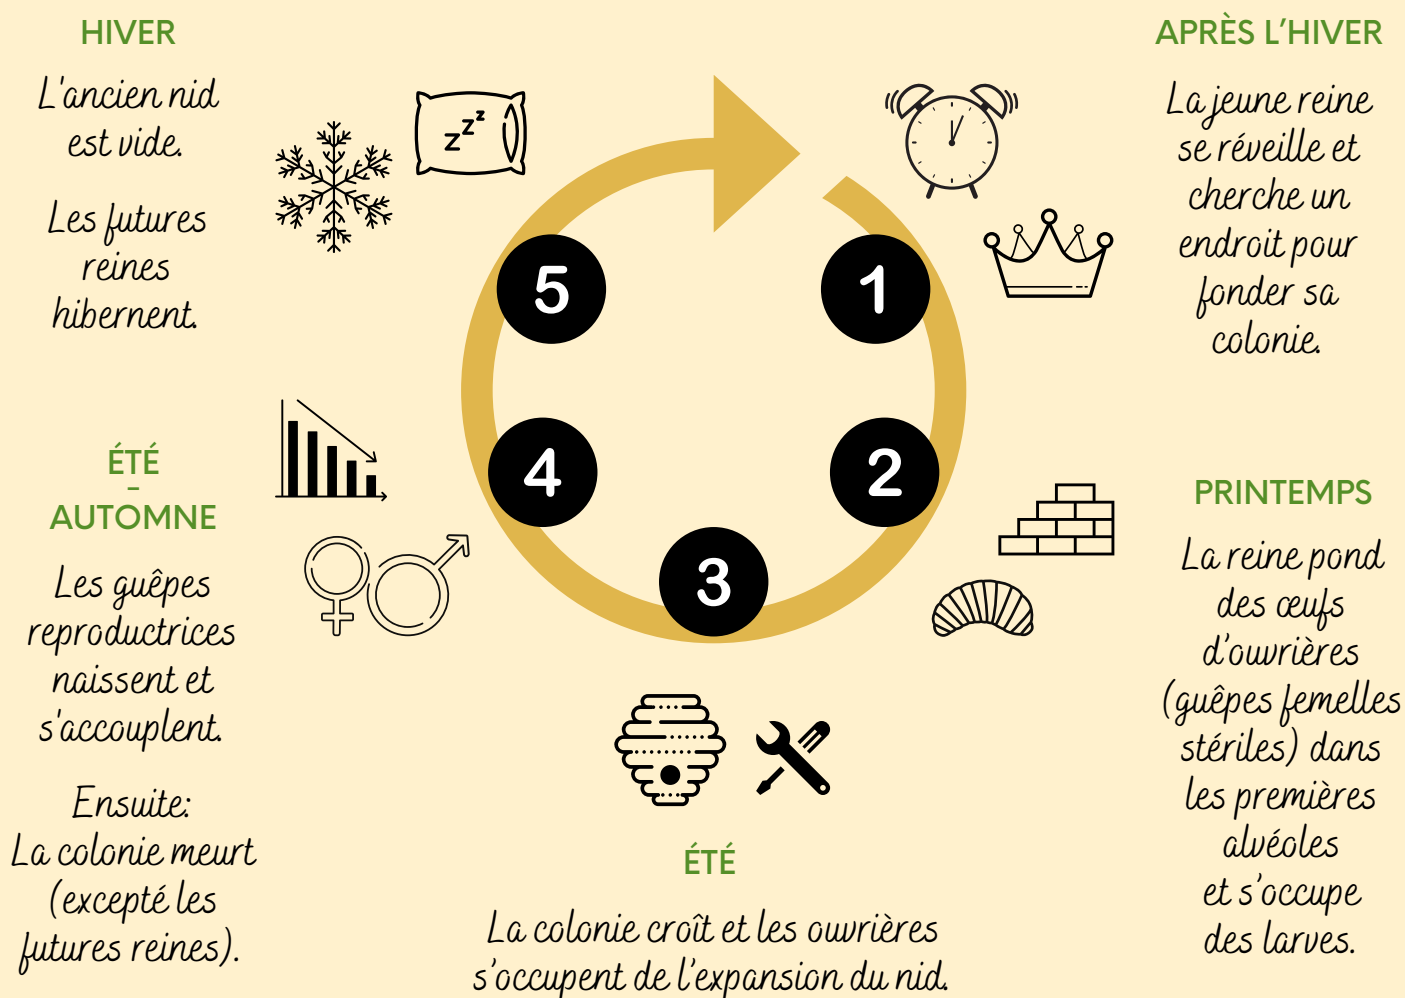 HIVER
L'ancien nid
est vide.
Les futures
reines
hibernent.
zzz
5
APRÈS L’HIVER
La jeune reine
se réveille et
cherche un
endroit pour
fonder sa
colonie.
1
PRINTEMPS
La reine pond
des œufs
d’ouvrières
(guêpes femelles
stériles) dans
les premières
alvéoles
et s’occupe
des larves.
2
ÉTÉ
La colonie croît et les ouvrières
s’occupent de l’expansion du nid.
3
ÉTÉ
-
AUTOMNE
Les guêpes
reproductrices
naissent et
s'accouplent.
Ensuite:
La colonie meurt
(excepté les
futures reines).
4